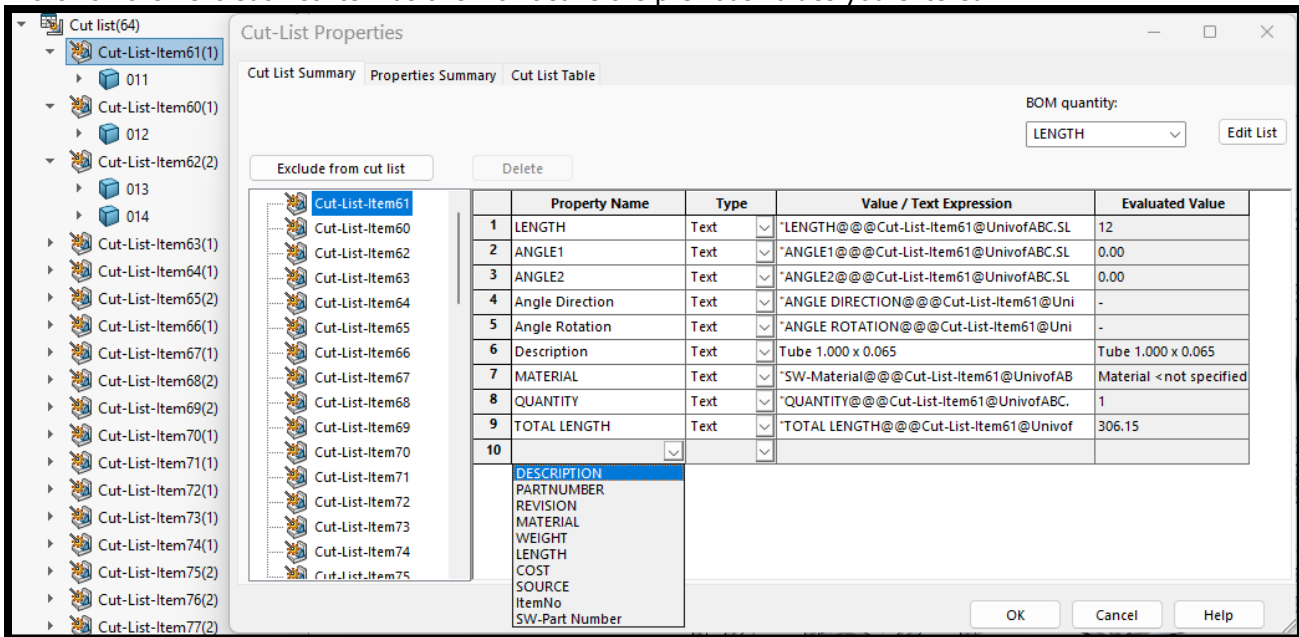 Cut list(64)
Cut-List-Item61(1)
011
Cut-List-Item60(1)
012
Cut-List-Item62(2)
013
014
Cut-List-Item63(1)
Cut-List-Item64(1)
Cut-List-Item65(2)
Cut-List-Item66(1)
Cut-List-Item67(1)
Cut-List-Item68(2)
Cut-List-Item69(2)
Cut-List-Item70(1)
Cut-List-Item71(1)
Cut-List-Item72(1)
Cut-List-Item73(1)
Cut-List-Item74(1)
Cut-List-Item75(2)
Cut-List-Item76(2)
Cut-List-Item77(2)
Cut-List Properties
Cut List Summary Properties Summary Cut List Table
BOM quantity:
LENGTH Edit List
Exclude from cut list Delete
Cut-List-Item61
Cut-List-Item60
Cut-List-Item62
Cut-List-Item63
Cut-List-Item64
Cut-List-Item65
Cut-List-Item66
Cut-List-Item67
Cut-List-Item68
Cut-List-Item69
Cut-List-Item70
Cut-List-Item71
Cut-List-Item72
Cut-List-Item73
Cut-List-Item74
Cut-List-Item75
Property Name Type Value / Text Expression Evaluated Value
1 LENGTH Text "LENGTH@@@Cut-List-Item61@UnivofABC.SL 12
2 ANGLE1 Text "ANGLE1@@@Cut-List-Item61@UnivofABC.SL 0.00
3 ANGLE2 Text "ANGLE2@@@Cut-List-Item61@UnivofABC.SL 0.00
4 Angle Direction Text "ANGLE DIRECTION@@@Cut-List-Item61@Uni -
5 Angle Rotation Text "ANGLE ROTATION@@@Cut-List-Item61@Uni -
6 Description Text Tube 1.000 x 0.065 Tube 1.000 x 0.065
7 MATERIAL Text "SW-Material@@@Cut-List-Item61@UnivofAB Material <not specified
8 QUANTITY Text "QUANTITY@@@Cut-List-Item61@UnivofABC. 1
9 TOTAL LENGTH Text "TOTAL LENGTH@@@Cut-List-Item61@Univof 306.15
10
DESCRIPTION
PARTNUMBER
REVISION
MATERIAL
WEIGHT
LENGTH
COST
SOURCE
ItemNo
SW-Part Number
OK Cancel Help